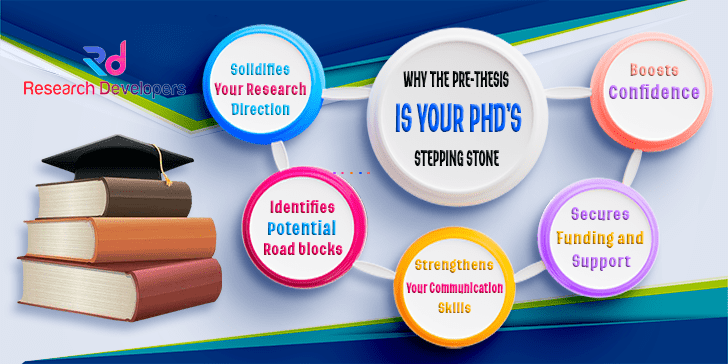 Rd
Research Developers
WHY THE PRE-THESIS
IS YOUR PHD'S
STEPPING STONE
Solidifies
Your Research
Direction
Identifies
Potential
Road blocks
Strengthens
Your Communication
Skills
Secures
Funding and
Support
Boosts
Confidence